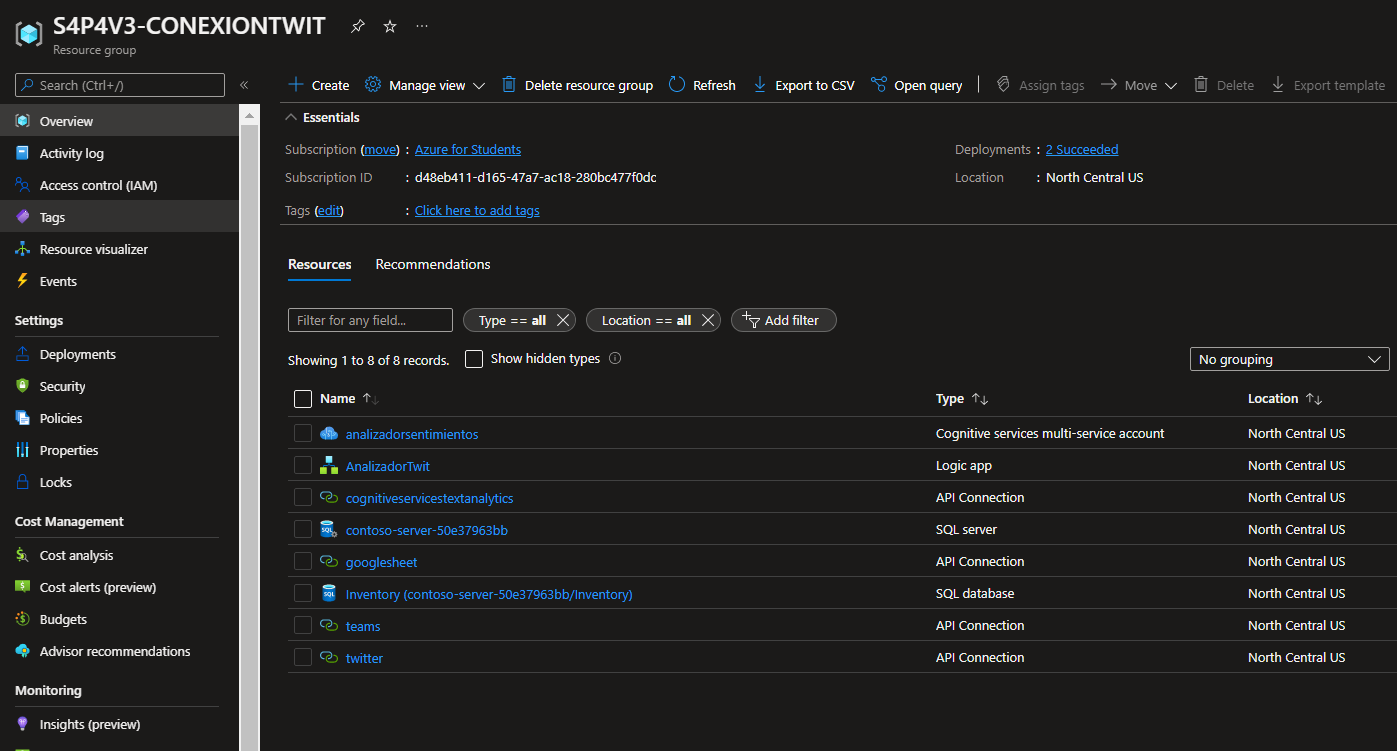 S4P4V3-CONEXIONTWIT
Resource group
Search (Ctrl+/)
Overview
Activity log
Access control (IAM)
Tags
Resource visualizer
Events
Settings
Deployments
Security
Policies
Properties
Locks
Cost Management
Cost analysis
Cost alerts (preview)
Budgets
Advisor recommendations
Monitoring
Insights (preview)
Create Manage view Delete resource group Refresh Export to CSV Open query Assign tags Move Delete Export template
Essentials
Subscription (move) : Azure for Students Deployments : 2 Succeeded
Subscription ID : d48eb411-d165-47a7-ac18-280bc477f0dc Location : North Central US
Tags (edit) : Click here to add tags
Resources Recommendations
Filter for any field... Type == all Location == all Add filter
Showing 1 to 8 of 8 records. Show hidden types No grouping
Name Type Location
analizadorsentimientos Cognitive services multi-service account North Central US
AnalizadorTwit Logic app North Central US
cognitiveservicestextanalytics API Connection North Central US
contoso-server-50e37963bb SQL server North Central US
googlesheet API Connection North Central US
Inventory (contoso-server-50e37963bb/Inventory) SQL database North Central US
teams API Connection North Central US
twitter API Connection North Central US